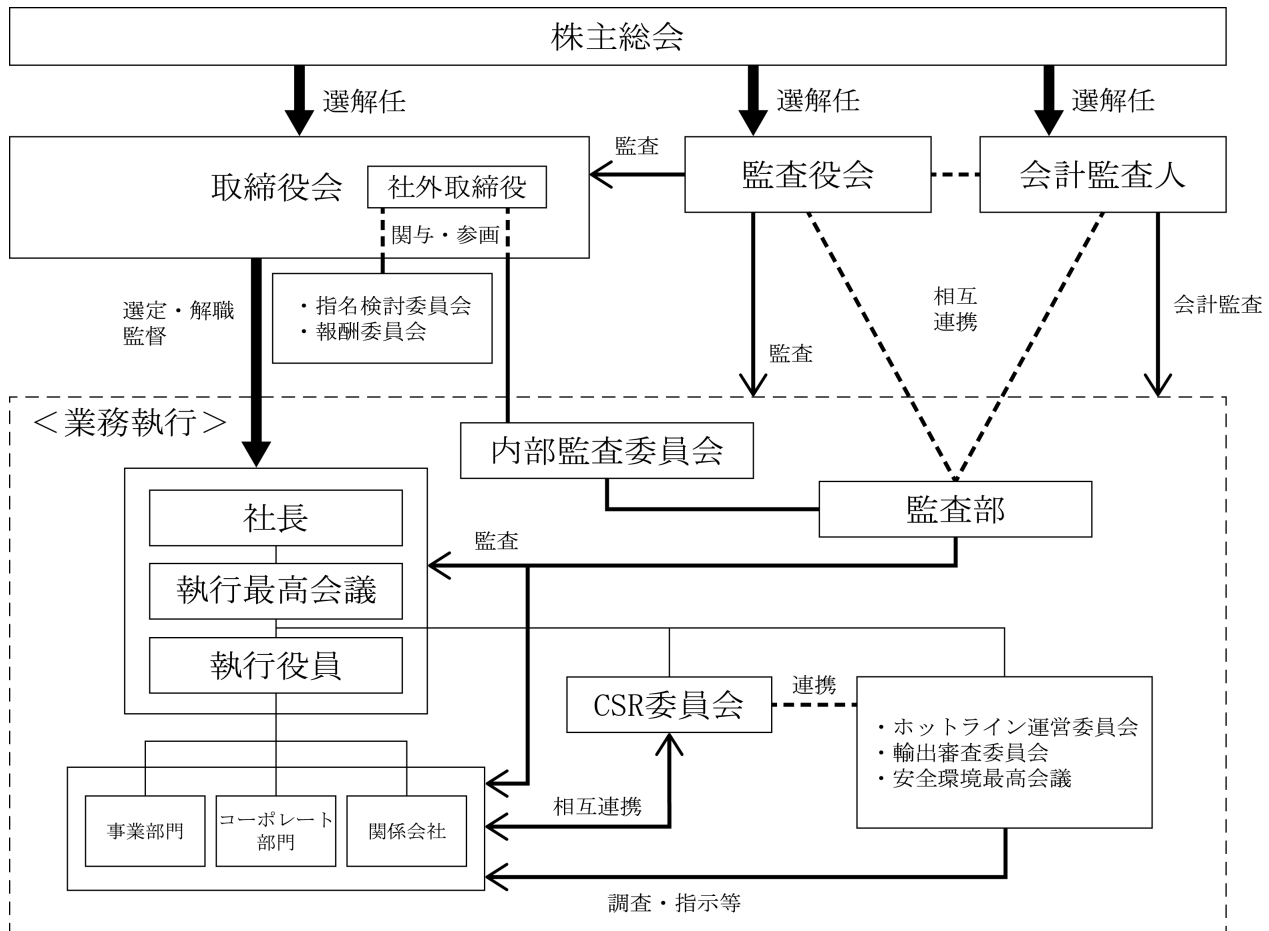 株主総会
選解任
選解任
選解任
取締役会
社外取締役
監査
監査役会
会計監査人
関与・参画
選定・解職
監督
・指名検討委員会
・報酬委員会
相互
連携
会計監査
監査
＜業務執行＞
内部監査委員会
監査部
社長
監査
執行最高会議
執行役員
CSR委員会
連携
・ホットライン運営委員会
・輸出審査委員会
・安全環境最高会議
事業部門
コーポレート
部門
関係会社
相互連携
調査・指示等